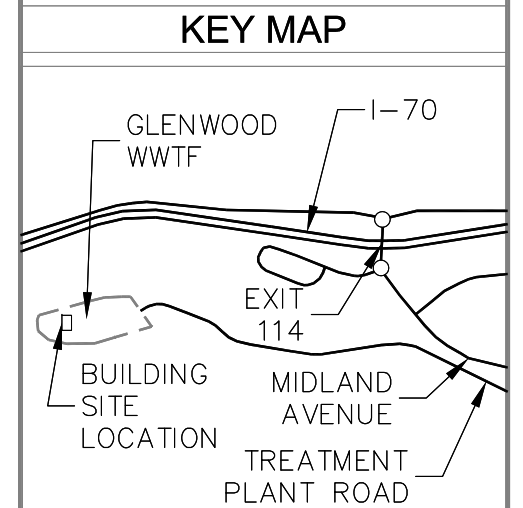 KEY MAP
I-70
GLENWOOD
WWTF
EXIT
114
BUILDING
SITE
LOCATION
MIDLAND
AVENUE
TREATMENT
PLANT ROAD